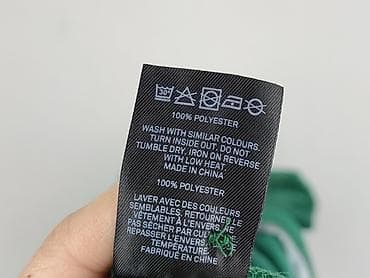 30°
100% POLYESTER
WASH WITH SIMILAR COLOURS.
TURN INSIDE OUT. DO NOT
TUMBLE DRY. IRON ON REVERSE
WITH LOW HEAT.
MADE IN CHINA
100% POLYESTER
LAVER AVEC DES COULEURS
SEMBLABLES. RETOURNER LE
VÊTEMENT À L'ENVERS. NE
PAS SÉCHER PAR
REPASSER À L'ENVERS.
TEMPÉRATURE.
FABRIQUÉ EN CHINE